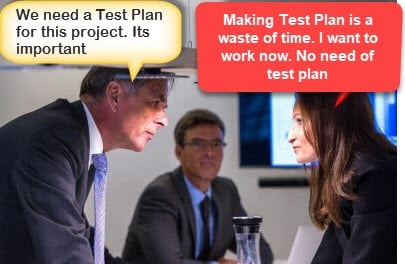 We need a Test Plan
for this project. Its
important
Making Test Plan is a
waste of time. I want to
work now. No need of
test plan